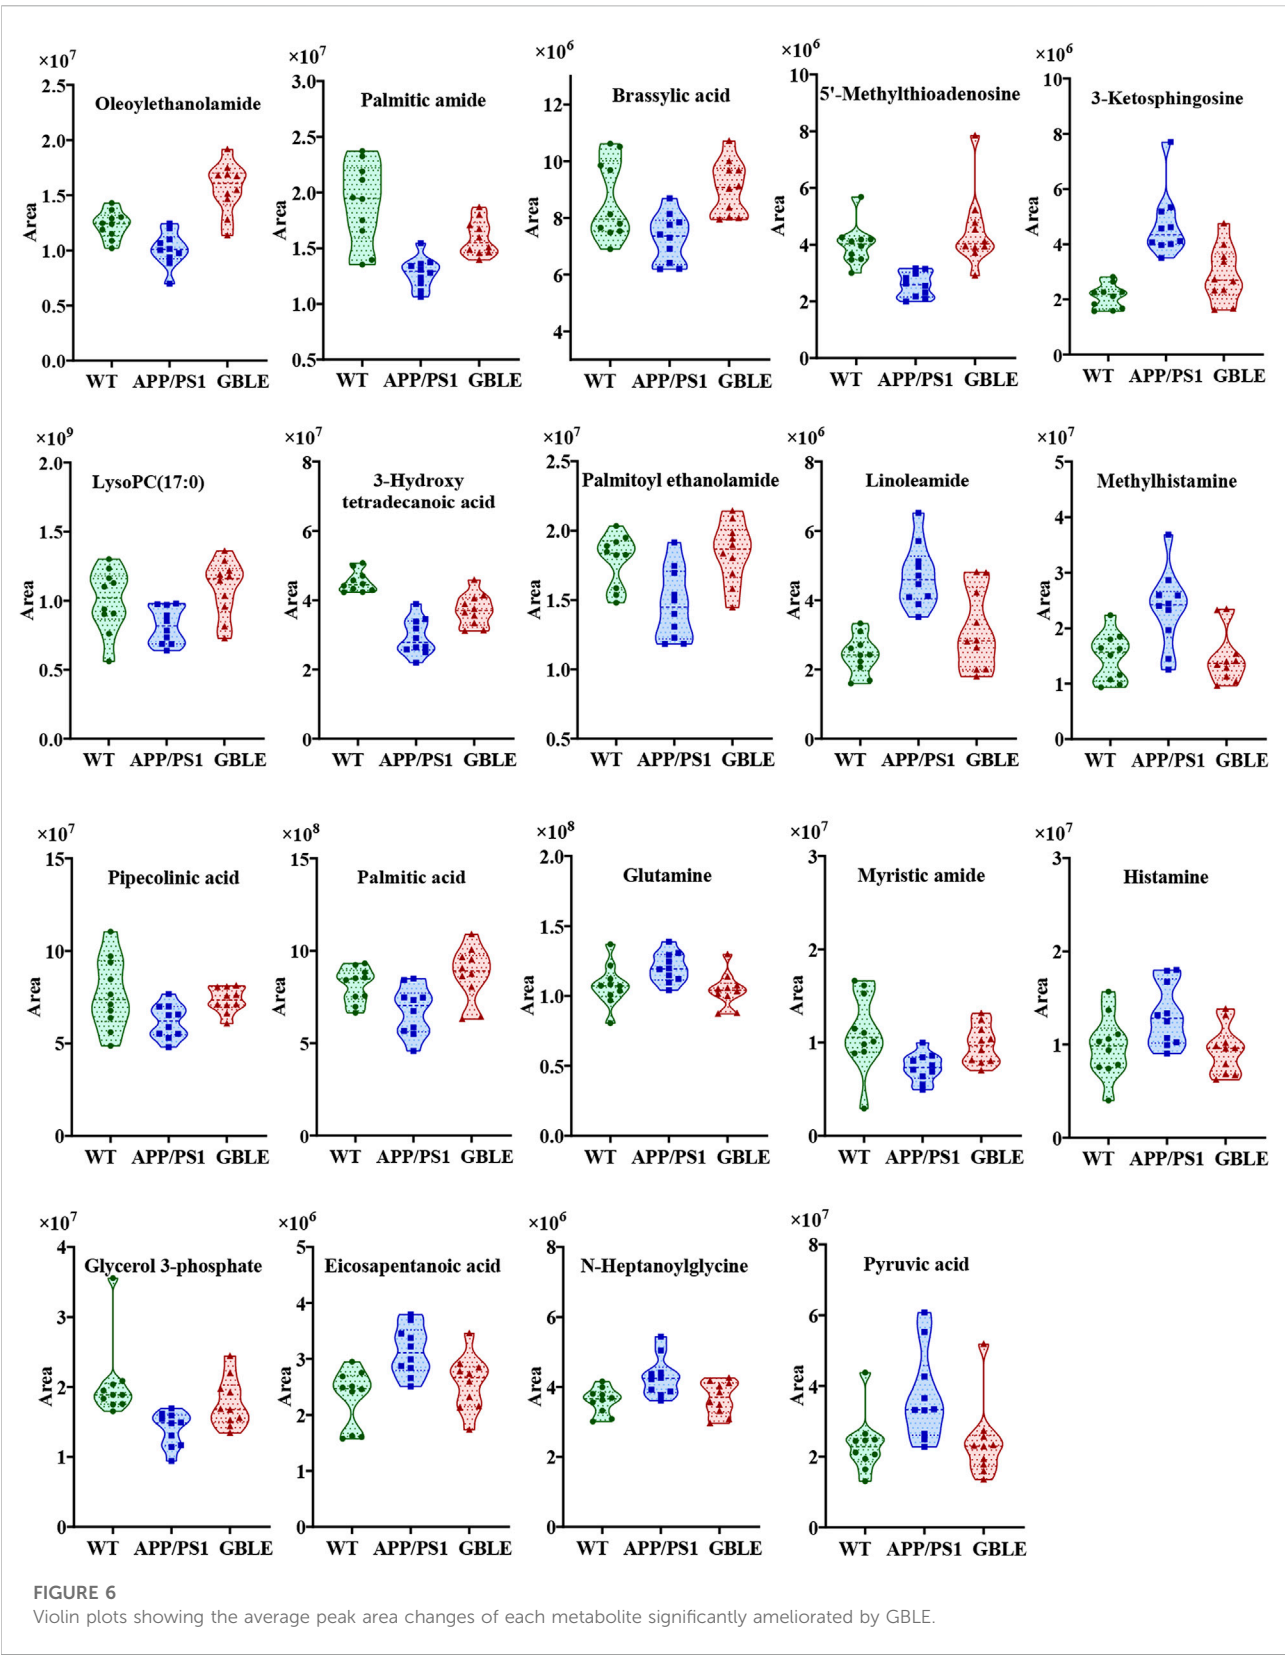 ×10⁷
Oleoylethanolamide
2.5
2.0
1.5
1.0
0.5
0.0
Area
WT APP/PS1 GBLE
×10⁷
Palmitic amide
3.0
2.5
2.0
1.5
1.0
0.5
Area
WT APP/PS1 GBLE
×10⁶
Brassylic acid
12
10
8
6
4
Area
WT APP/PS1 GBLE
×10⁶
5'-Methylthioadenosine
10
8
6
4
2
0
Area
WT APP/PS1 GBLE
×10⁶
3-Ketosphingosine
10
8
6
4
2
0
Area
WT APP/PS1 GBLE
×10⁹
LysoPC(17:0)
2.0
1.5
1.0
0.5
0.0
Area
WT APP/PS1 GBLE
×10⁷
3-Hydroxy
tetradecanoic acid
8
6
4
2
0
Area
WT APP/PS1 GBLE
×10⁷
Palmitoyl ethanolamide
2.5
2.0
1.5
1.0
0.5
Area
WT APP/PS1 GBLE
×10⁶
Linoleamide
8
6
4
2
0
Area
WT APP/PS1 GBLE
×10⁷
Methylhistamine
5
4
3
2
1
0
Area
WT APP/PS1 GBLE
×10⁷
Pipecolinic acid
15
10
5
0
Area
WT APP/PS1 GBLE
×10⁸
Palmitic acid
15
10
5
0
Area
WT APP/PS1 GBLE
×10⁸
Glutamine
2.0
1.5
1.0
0.5
0.0
Area
WT APP/PS1 GBLE
×10⁷
Myristic amide
3
2
1
0
Area
WT APP/PS1 GBLE
×10⁷
Histamine
3
2
1
0
Area
WT APP/PS1 GBLE
×10⁷
Glycerol 3-phosphate
4
3
2
1
0
Area
WT APP/PS1 GBLE
×10⁶
Eicosapentanoic acid
5
4
3
2
1
0
Area
WT APP/PS1 GBLE
×10⁶
N-Heptanoylglycine
8
6
4
2
0
Area
WT APP/PS1 GBLE
×10⁷
Pyruvic acid
8
6
4
2
0
Area
WT APP/PS1 GBLE
FIGURE 6
Violin plots showing the average peak area changes of each metabolite significantly ameliorated by GBLE.